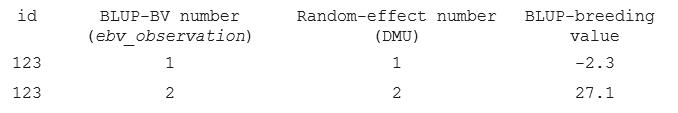 id BLUP-BV number Random-effect number BLUP-breeding
(ebv_observation) (DMU) value
123 1 1 -2.3
123 2 2 27.1